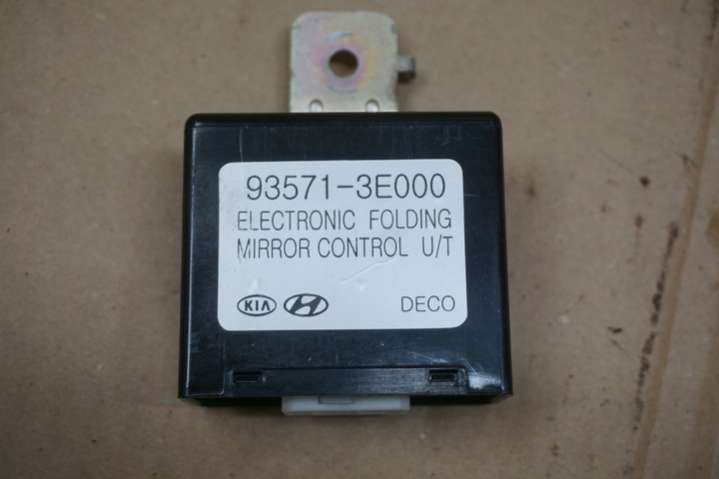 93571-3E000
ELECTRONIC FOLDING
MIRROR CONTROL U/T
KIA DECO